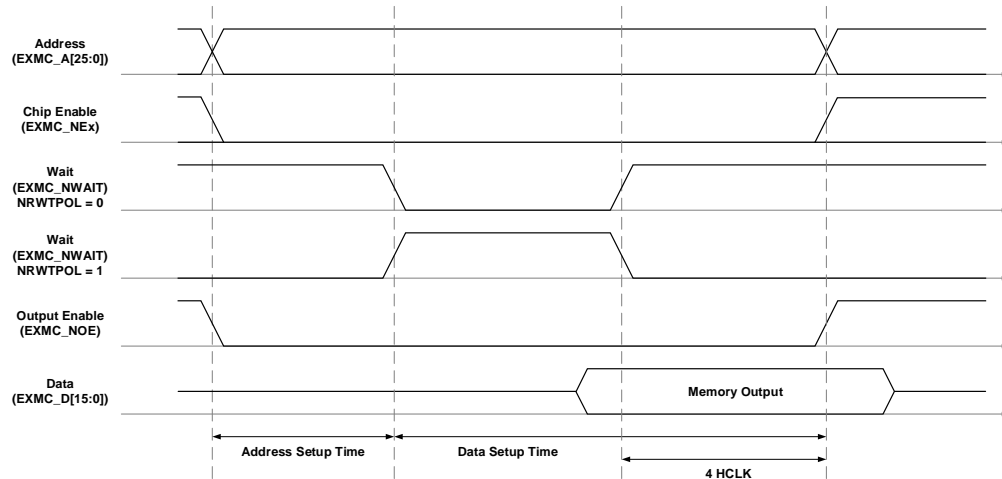 Address
(EXMC_A[25:0])
Chip Enable
(EXMC_NEx)
Wait
(EXMC_NWAIT)
NRWTPOL = 0
Wait
(EXMC_NWAIT)
NRWTPOL = 1
Output Enable
(EXMC_NOE)
Data
(EXMC_D[15:0])
Memory Output
Address Setup Time
Data Setup Time
4 HCLK